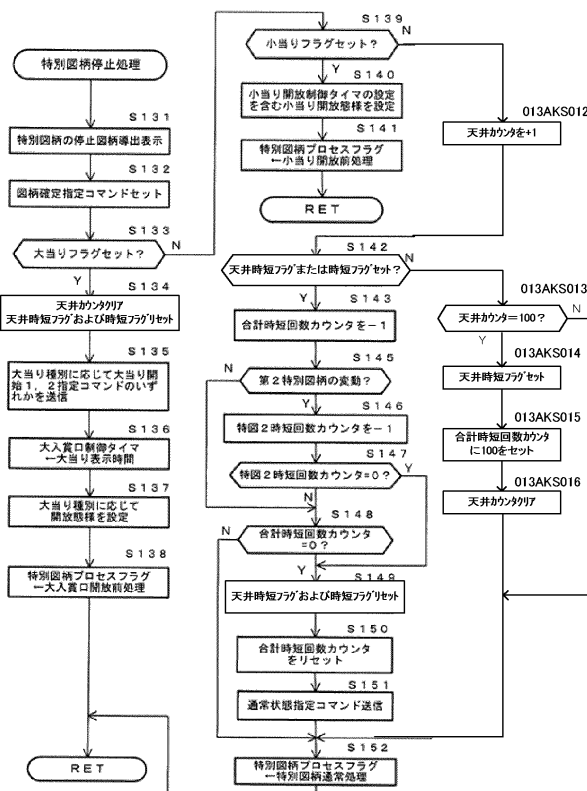 特別図柄停止処理
S131
特別図柄の停止図柄導出表示
S132
図柄確定指定コマンドセット
S133
大当りフラグセット?
N
Y
S134
天井カウンタクリア
天井時短フラグおよび時短フラグリセット
S135
大当り種別に応じて大当り開
始1,2指定コマンドのいず
れかを送信
S136
大入賞口制御タイマ
←大当り表示時間
S137
大当り種別に応じて
開放態様を設定
S138
特別図柄プロセスフラグ
←大入賞口開放前処理
RET
S139
小当りフラグセット?
N
Y
S140
小当り開放制御タイマの設定
を含む小当り開放態様を設定
S141
特別図柄プロセスフラグ
←小当り開放前処理
RET
013AKS012
天井カウンタを+1
S142
天井時短フラグまたは時短フラグセット?
N
Y
S143
合計時短回数カウンタを-1
S145
N
第2特別図柄の変動?
Y
S146
特図2時短回数カウンタを-1
S147
特図2時短回数カウンタ=0?
Y
N
S148
N
合計時短回数カウンタ
=0?
Y
S149
天井時短フラグおよび時短フラグリセット
S150
合計時短回数カウンタ
をリセット
S151
通常状態指定コマンド送信
S152
特別図柄プロセスフラグ
←特別図柄通常処理
013AKS013
天井カウンター=100?
N
Y
013AKS014
天井時短フラグセット
013AKS015
合計時短回数カウンタ
に100をセット
013AKS016
天井カウンタクリア